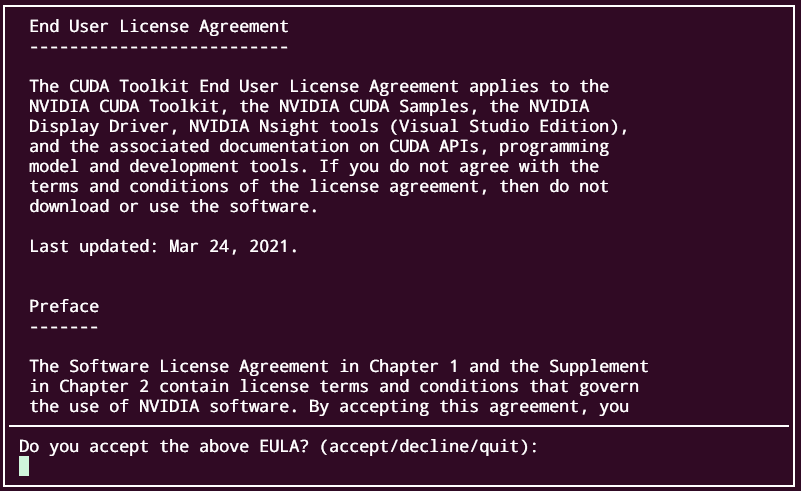 End User License Agreement
--------------------------
The CUDA Toolkit End User License Agreement applies to the
NVIDIA CUDA Toolkit, the NVIDIA CUDA Samples, the NVIDIA
Display Driver, NVIDIA Nsight tools (Visual Studio Edition),
and the associated documentation on CUDA APIs, programming
model and development tools. If you do not agree with the
terms and conditions of the license agreement, then do not
download or use the software.
Last updated: Mar 24, 2021.
Preface
-------
The Software License Agreement in Chapter 1 and the Supplement
in Chapter 2 contain license terms and conditions that govern
the use of NVIDIA software. By accepting this agreement, you
Do you accept the above EULA? (accept/decline/quit):